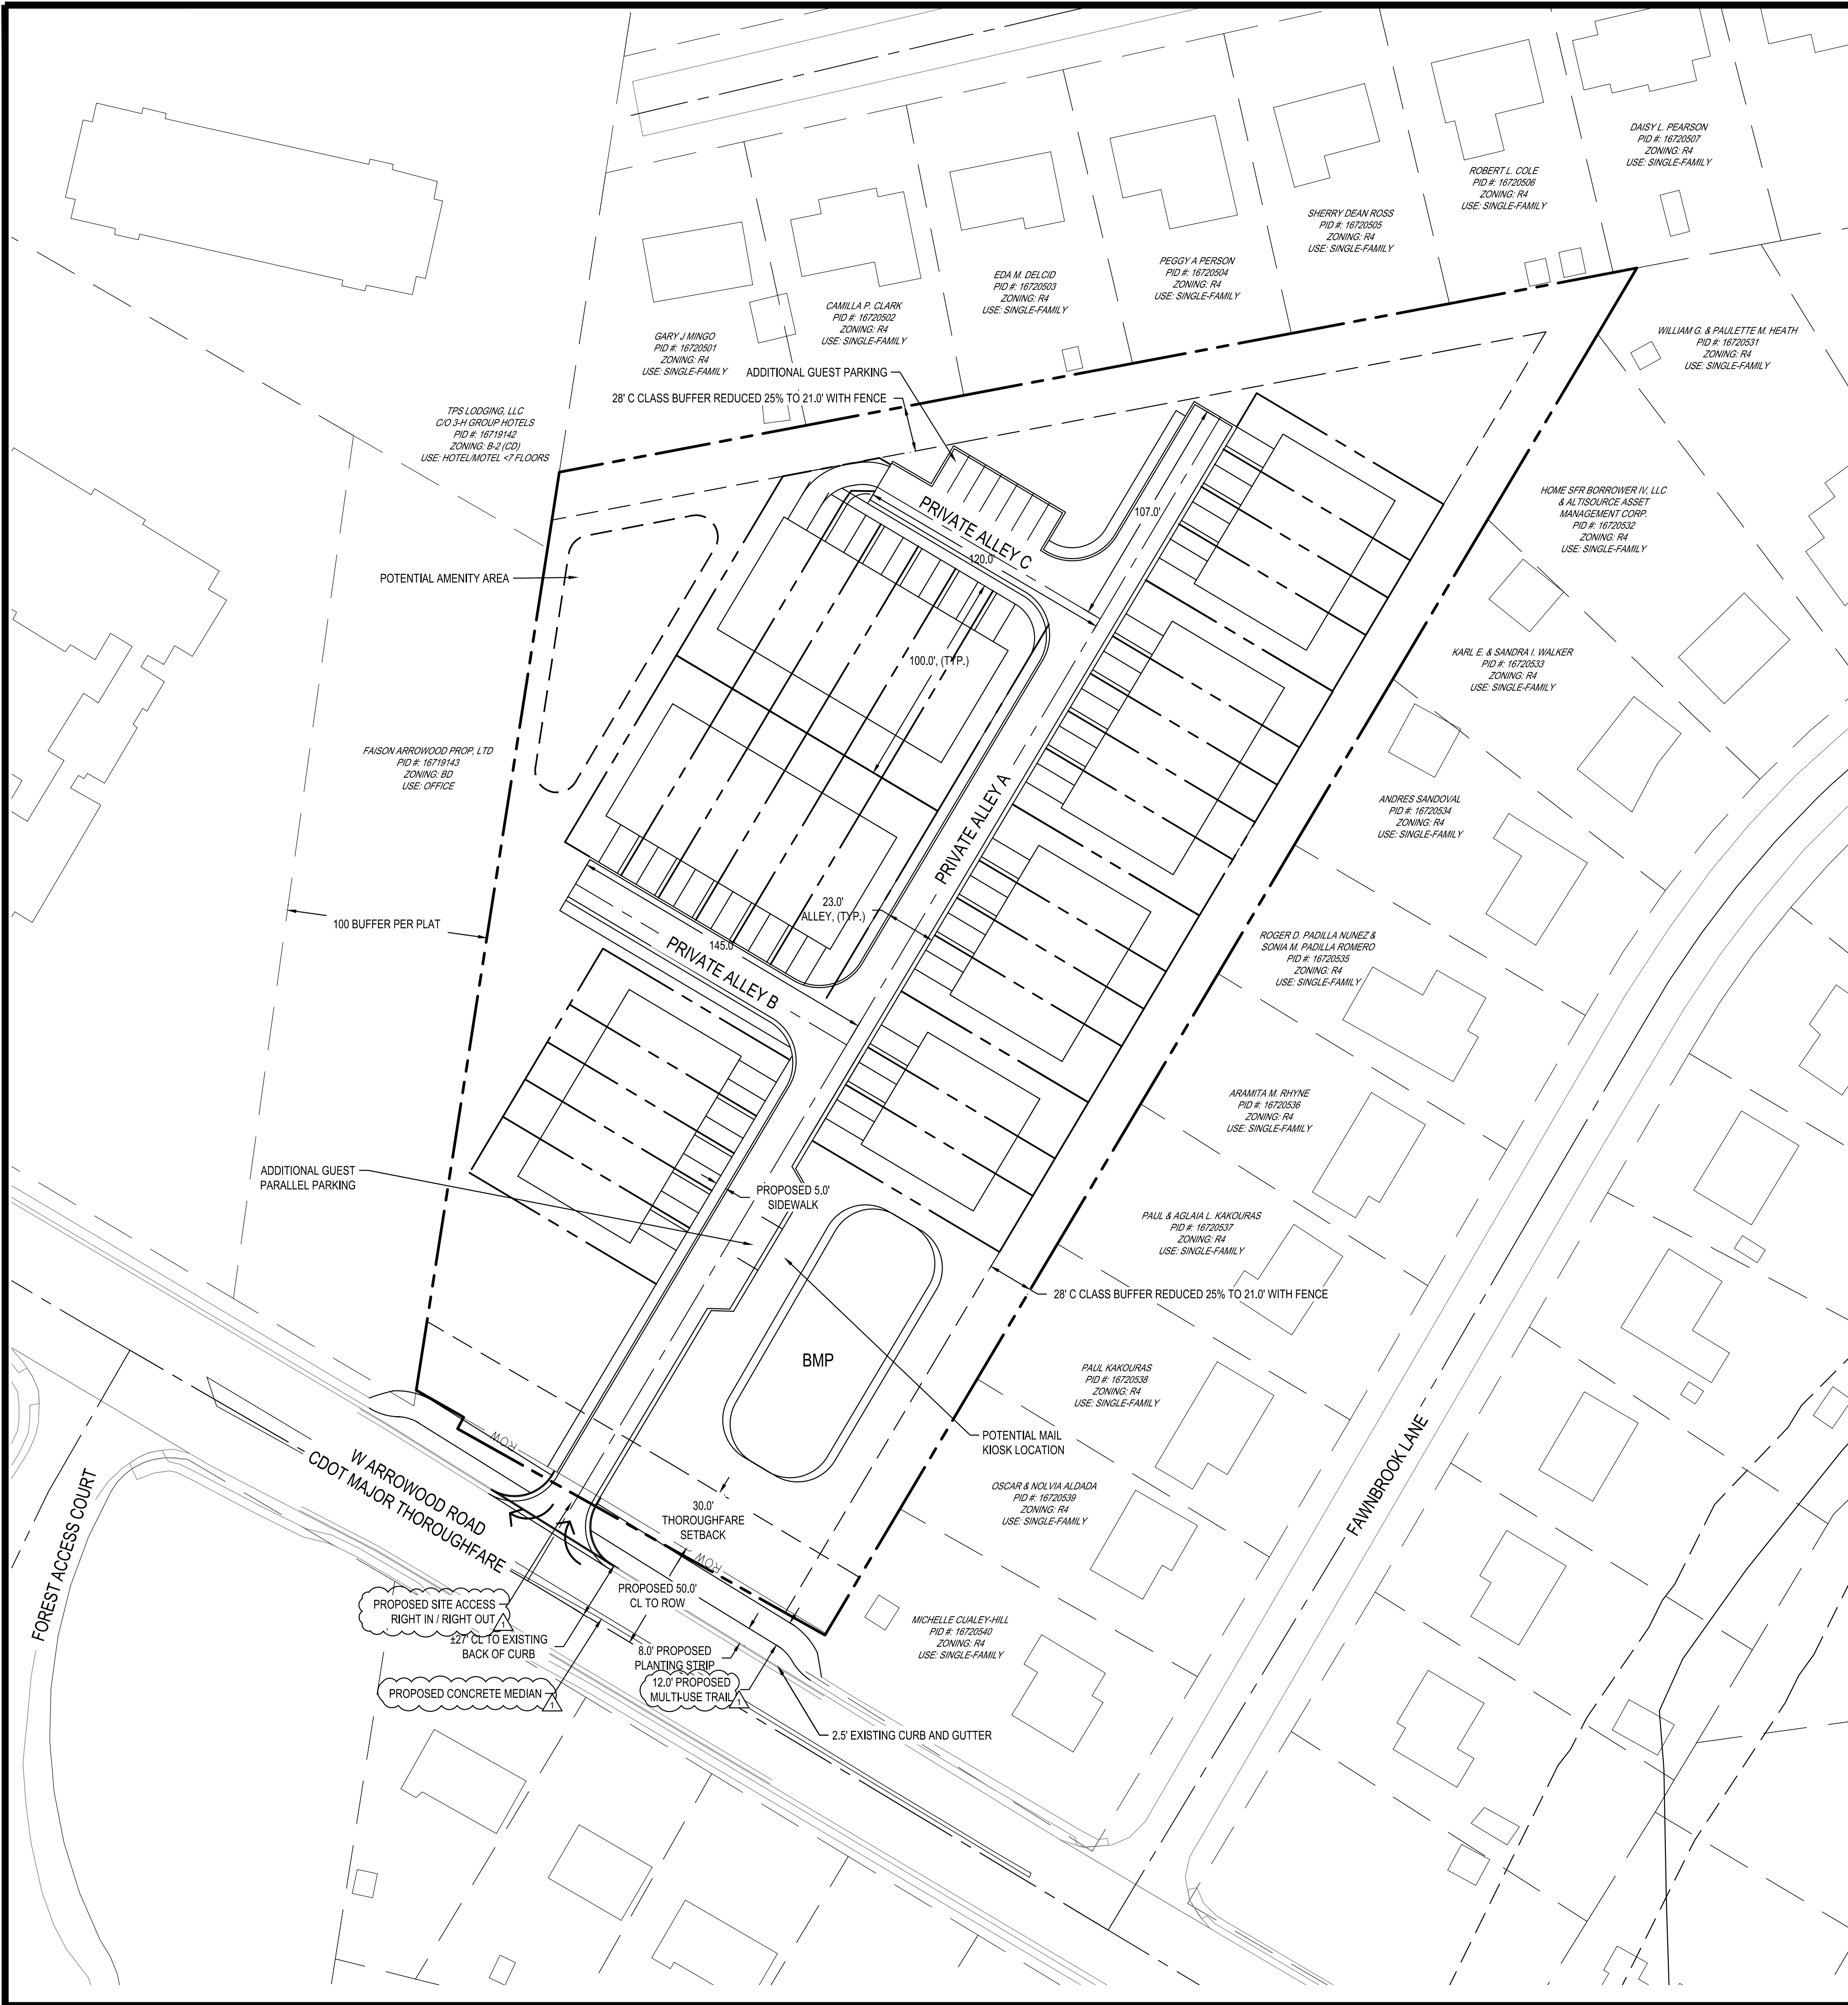 DAISY L. PEARSON
PID #: 16720507
ZONING: R4
USE: SINGLE-FAMILY
ROBERT L. COLE
PID #: 16720506
ZONING: R4
USE: SINGLE-FAMILY
SHERRY DEAN ROSS
PID #: 16720505
ZONING: R4
USE: SINGLE-FAMILY
PEGGY A PERSON
PID #: 16720504
ZONING: R4
USE: SINGLE-FAMILY
EDA M. DELCID
PID #: 16720503
ZONING: R4
USE: SINGLE-FAMILY
CAMILLA P. CLARK
PID #: 16720502
ZONING: R4
USE: SINGLE-FAMILY
GARY J MINGO
PID #: 16720501
ZONING: R4
USE: SINGLE-FAMILY
WILLIAM G. & PAULETTE M. HEATH
PID #: 16720531
ZONING: R4
USE: SINGLE-FAMILY
ADDITIONAL GUEST PARKING
28' C CLASS BUFFER REDUCED 25% TO 21.0' WITH FENCE
TPS LODGING, LLC
C/O 3-H GROUP HOTELS
PID #: 16719142
ZONING: B-2 (CD)
USE: HOTEL/MOTEL <7 FLOORS
HOME SFR BORROWER IV, LLC
& ALTISOURCE ASSET
MANAGEMENT CORP.
PID #: 16720532
ZONING: R4
USE: SINGLE-FAMILY
PRIVATE ALLEY C
107.0'
120.0'
POTENTIAL AMENITY AREA
100.0', (TYP.)
KARL E. & SANDRA I. WALKER
PID #: 16720533
ZONING: R4
USE: SINGLE-FAMILY
FAISON ARROWOOD PROP, LTD
PID #: 16719143
ZONING: BD
USE: OFFICE
ANDRES SANDOVAL
PID #: 16720534
ZONING: R4
USE: SINGLE-FAMILY
PRIVATE ALLEY A
23.0'
ALLEY, (TYP.)
100 BUFFER PER PLAT
145.0'
PRIVATE ALLEY B
ROGER D. PADILLA NUNEZ &
SONIA M. PADILLA ROMERO
PID #: 16720535
ZONING: R4
USE: SINGLE-FAMILY
ARAMITA M. RHYNE
PID #: 16720536
ZONING: R4
USE: SINGLE-FAMILY
ADDITIONAL GUEST
PARALLEL PARKING
PROPOSED 5.0'
SIDEWALK
PAUL & AGLAIA L. KAKOURAS
PID #: 16720537
ZONING: R4
USE: SINGLE-FAMILY
28' C CLASS BUFFER REDUCED 25% TO 21.0' WITH FENCE
BMP
PAUL KAKOURAS
PID #: 16720538
ZONING: R4
USE: SINGLE-FAMILY
POTENTIAL MAIL
KIOSK LOCATION
ROW
W ARROWOOD ROAD
CDOT MAJOR THOROUGHFARE
FOREST ACCESS COURT
FAWNBROOK LANE
OSCAR & NOLVIA ALDADA
PID #: 16720539
ZONING: R4
USE: SINGLE-FAMILY
30.0'
THOROUGHFARE
SETBACK
ROW
PROPOSED SITE ACCESS
RIGHT IN / RIGHT OUT
1
PROPOSED 50.0'
CL TO ROW
±27' CL TO EXISTING
BACK OF CURB
MICHELLE CUALEY-HILL
PID #: 16720540
ZONING: R4
USE: SINGLE-FAMILY
8.0' PROPOSED
PLANTING STRIP
PROPOSED CONCRETE MEDIAN
1
12.0' PROPOSED
MULTI-USE TRAIL
1
2.5' EXISTING CURB AND GUTTER